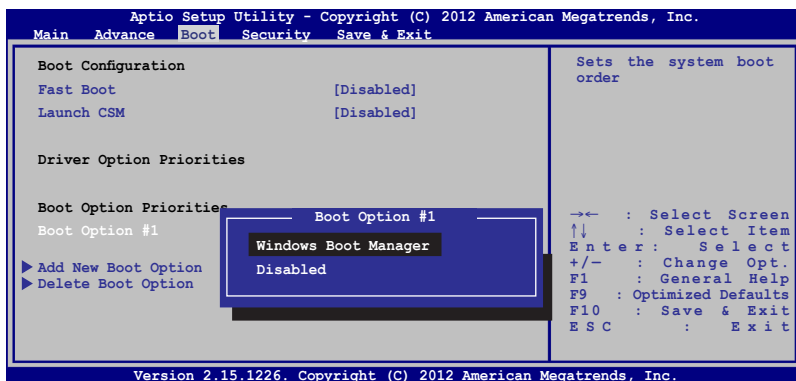 Aptio Setup Utility - Copyright (C) 2012 American Megatrends, Inc.
Main Advance Boot Security Save & Exit
Boot Configuration
Fast Boot [Disabled]
Launch CSM [Disabled]
Driver Option Priorities
Boot Option Priorities
Boot Option #1
Add New Boot Option
Delete Boot Option
Boot Option #1
Windows Boot Manager
Disabled
Sets the system boot
order
→← : Select Screen
↑↓ : Select Item
Enter: Select
+/— : Change Opt.
F1 : General Help
F9 : Optimized Defaults
F10 : Save & Exit
ESC : Exit
Version 2.15.1226. Copyright (C) 2012 American Megatrends, Inc.